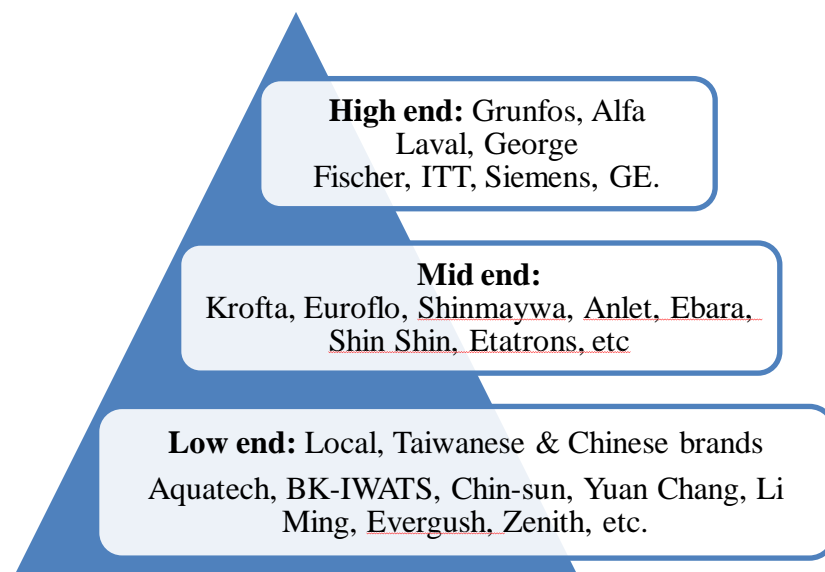 High end: Grunfos, Alfa
Laval, George
Fischer, ITT, Siemens, GE.
Mid end:
Krofta, Euroflo, Shinmaywa, Anlet, Ebara,
Shin Shin, Etatrons, etc
Low end: Local, Taiwanese & Chinese brands
Aquatech, BK-IWATS, Chin-sun, Yuan Chang, Li
Ming, Evergush, Zenith, etc.